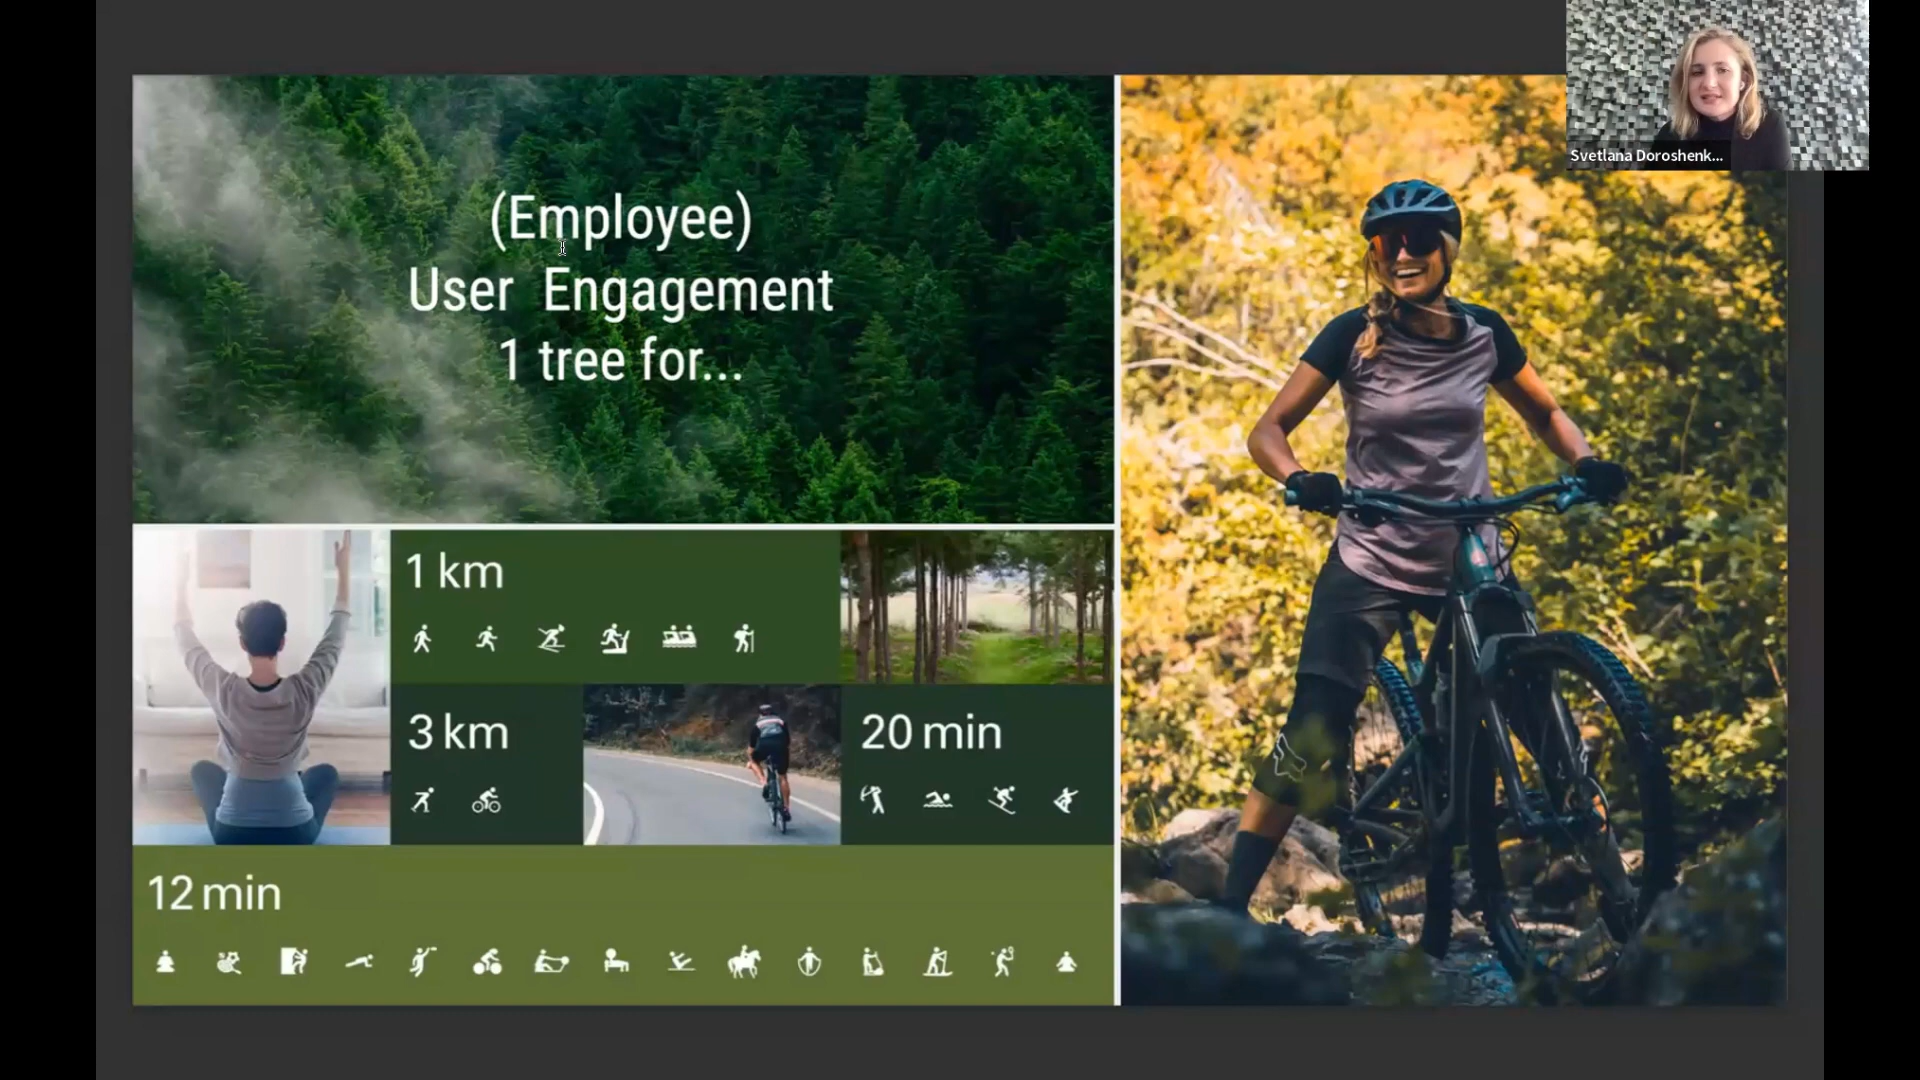 (Employee)
User Engagement
1 tree for...
1 km
3 km
20 min
12 min
Svetlana Doroshenk...